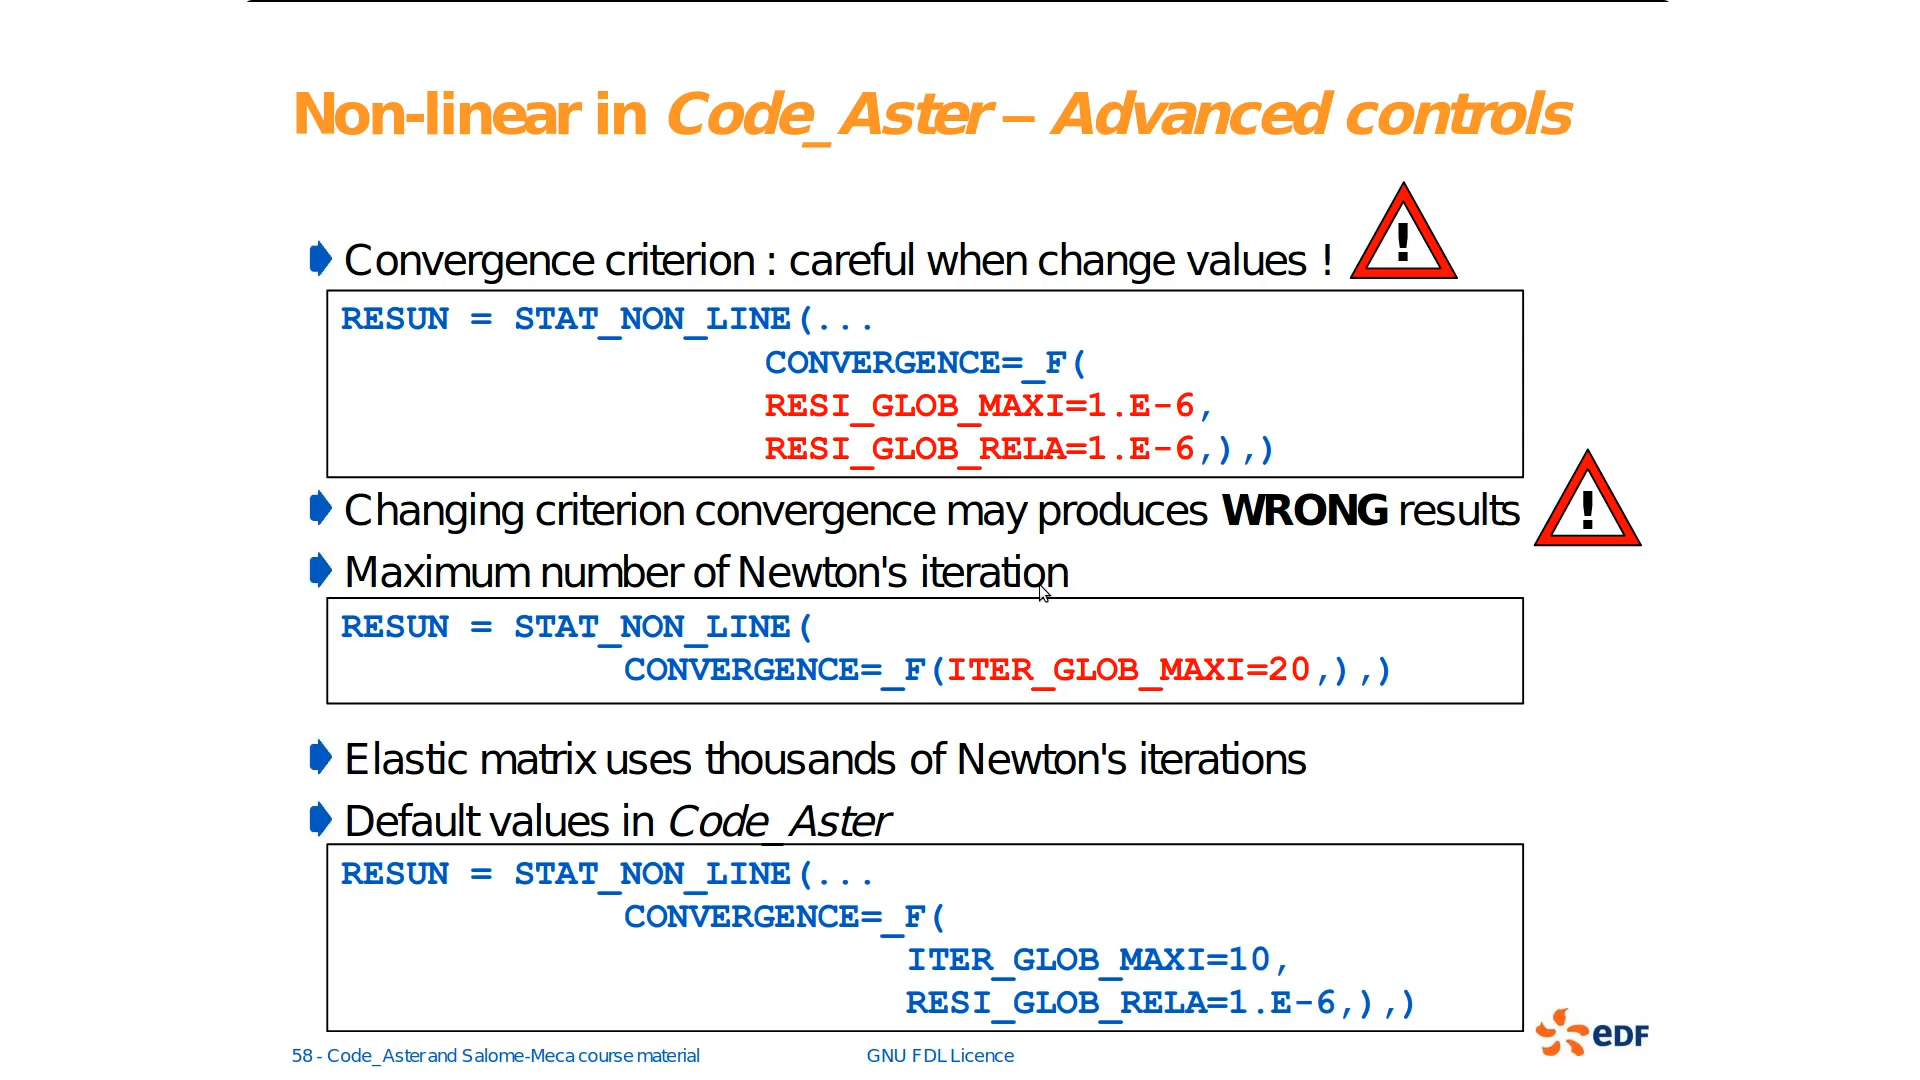 Non-linear in Code_Aster – Advanced controls
Convergence criterion : careful when change values !
!
RESUN = STAT_NON_LINE(...
CONVERGENCE=_F(
RESI_GLOB_MAXI=1.E-6,
RESI_GLOB_RELA=1.E-6,),)
Changing criterion convergence may produces WRONG results
!
Maximum number of Newton's iteration
RESUN = STAT_NON_LINE(
CONVERGENCE=_F(ITER_GLOB_MAXI=20,),)
Elastic matrix uses thousands of Newton's iterations
Default values in Code_Aster
RESUN = STAT_NON_LINE(...
CONVERGENCE=_F(
ITER_GLOB_MAXI=10,
RESI_GLOB_RELA=1.E-6,),)
58 - Code_Aster and Salome-Meca course material
GNU FDL Licence
eDF